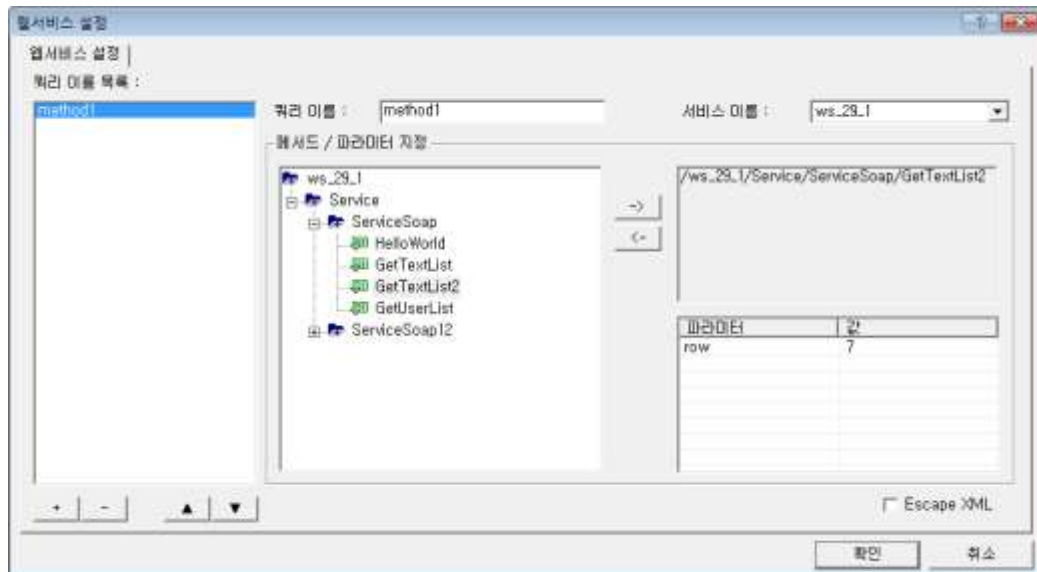 웹서비스 설정
웹서비스 설정
쿼리 이름 목록 :
method1
쿼리 이름 : method1 서비스 이름 : ws_29_1
메서드 / 파라미터 지정
ws_29_1
Service
ServiceSoap
HelloWorld
GetTextList
GetTextList2
GetUserList
ServiceSoap12
->
<-
/ws_29_1/Service/ServiceSoap/GetTextList2
파라미터 값
row 7
+ - ▲ ▼
Escape XML
확인 취소